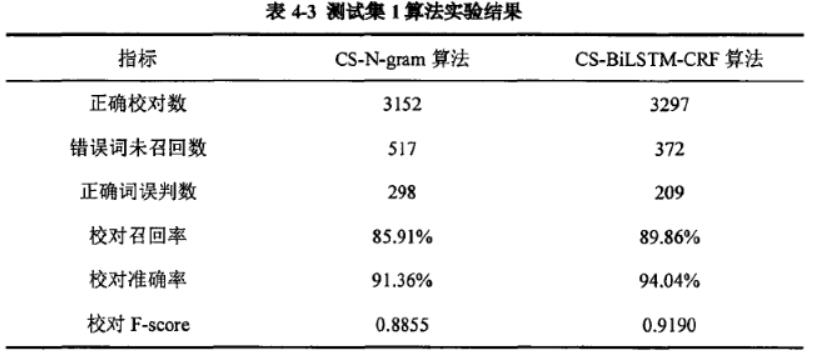 表 4-3 测试集 1 算法实验结果
指标 CS-N-gram 算法 CS-BiLSTM-CRF 算法
正确校对数 3152 3297
错误词未召回数 517 372
正确词误判数 298 209
校对召回率 85.91% 89.86%
校对准确率 91.36% 94.04%
校对 F-score 0.8855 0.9190